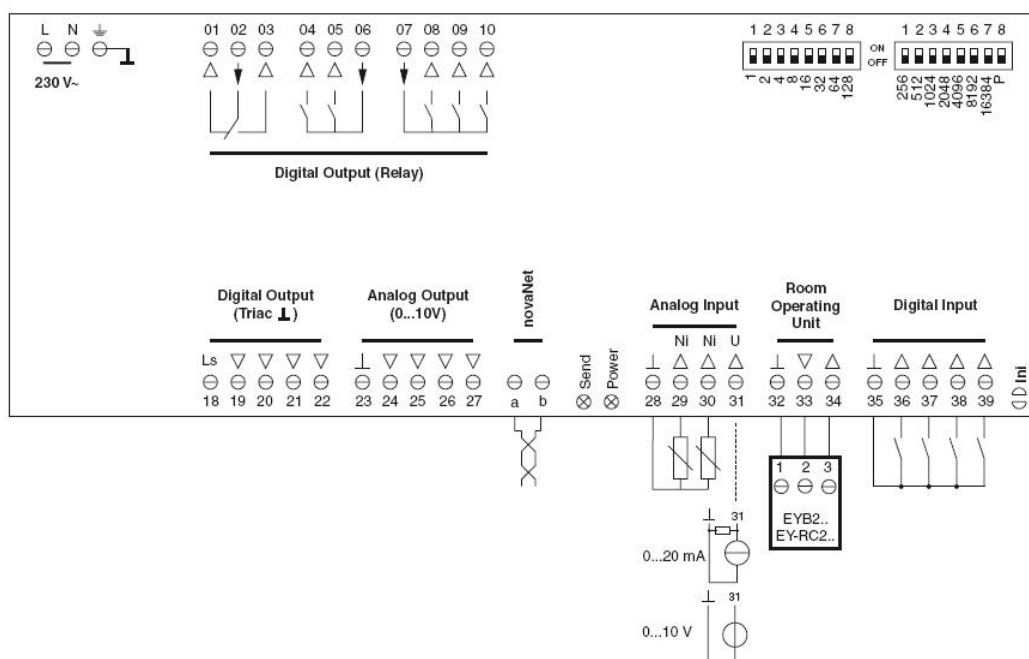 L N
230 V~
01 02 03 04 05 06 07 08 09 10
Digital Output (Relay)
1 2 3 4 5 6 7 8
ON
OFF
1 2 4 8 16 32 64 128
1 2 3 4 5 6 7 8
256 512 1024 2048 4096 8192 16384 P
Digital Output
(Triac ⊥)
Analog Output
(0...10V)
novaNet
Analog Input
Room
Operating
Unit
Digital Input
Ls
Ni Ni U
18 19 20 21 22
23 24 25 26 27
a b
Send
Power
28 29 30 31
32 33 34
35 36 37 38 39
Ini
1 2 3
EYB2..
EY-RC2..
31
0...20 mA
31
0...10 V